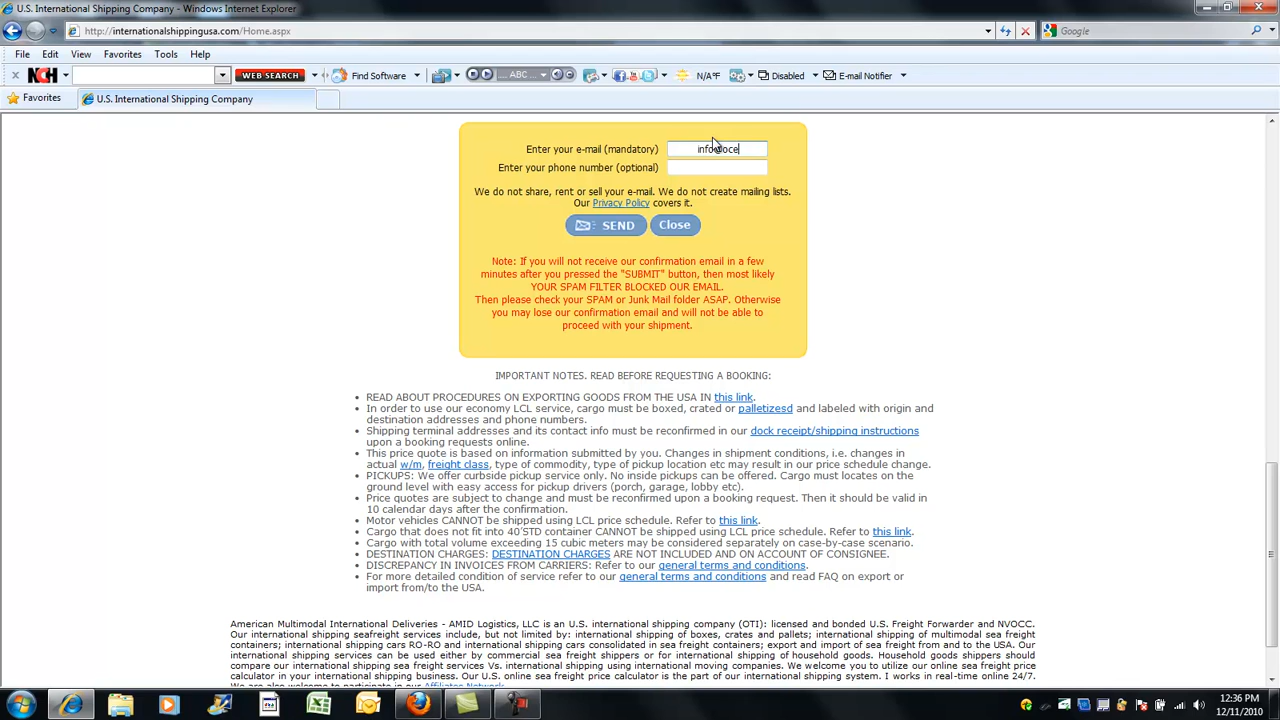 U.S. International Shipping Company - Windows Internet Explorer
http://internationalshippingusa.com/Home.aspx
Google
File Edit View Favorites Tools Help
NCH WEB SEARCH Find Software ... ABC ... N/A°F Disabled E-mail Notifier
Favorites U.S. International Shipping Company
Enter your e-mail (mandatory) info@oce
Enter your phone number (optional)
We do not share, rent or sell your e-mail. We do not create mailing lists.
Our Privacy Policy covers it.
SEND Close
Note: If you will not receive our confirmation email in a few
minutes after you pressed the "SUBMIT" button, then most likely
YOUR SPAM FILTER BLOCKED OUR EMAIL.
Then please check your SPAM or Junk Mail folder ASAP. Otherwise
you may lose our confirmation email and will not be able to
proceed with your shipment.
IMPORTANT NOTES. READ BEFORE REQUESTING A BOOKING:
• READ ABOUT PROCEDURES ON EXPORTING GOODS FROM THE USA IN this link.
• In order to use our economy LCL service, cargo must be boxed, crated or palletizesd and labeled with origin and
destination addresses and phone numbers.
• Shipping terminal addresses and its contact info must be reconfirmed in our dock receipt/shipping instructions
upon a booking requests online.
• This price quote is based on information submitted by you. Changes in shipment conditions, i.e. changes in
actual w/m, freight class, type of commodity, type of pickup location etc may result in our price schedule change.
• PICKUPS: We offer curbside pickup service only. No inside pickups can be offered. Cargo must locates on the
ground level with easy access for pickup drivers (porch, garage, lobby etc).
• Price quotes are subject to change and must be reconfirmed upon a booking request. Then it should be valid in
10 calendar days after the confirmation.
• Motor vehicles CANNOT be shipped using LCL price schedule. Refer to this link.
• Cargo that does not fit into 40'STD container CANNOT be shipped using LCL price schedule. Refer to this link.
• Cargo with total volume exceeding 15 cubic meters may be considered separately on case-by-case scenario.
• DESTINATION CHARGES: DESTINATION CHARGES ARE NOT INCLUDED AND ON ACCOUNT OF CONSIGNEE.
• DISCREPANCY IN INVOICES FROM CARRIERS: Refer to our general terms and conditions.
• For more detailed condition of service refer to our general terms and conditions and read FAQ on export or
import from/to the USA.
American Multimodal International Deliveries - AMID Logistics, LLC is an U.S. international shipping company (OTI): licensed and bonded U.S. Freight Forwarder and NVOCC.
Our international shipping seafreight services include, but not limited by: international shipping of boxes, crates and pallets; international shipping of multimodal sea freight
containers; international shipping cars RO-RO and international shipping cars consolidated in sea freight containers; export and import of sea freight from and to the USA. Our
international shipping services can be used either by commercial sea freight shippers or for international shipping of household goods. Household goods shippers should
compare our international shipping sea freight services Vs. international shipping using international moving companies. We welcome you to utilize our online sea freight price
calculator in your international shipping business. Our U.S. online sea freight price calculator is the part of our international shipping system. I works in real-time online 24/7.
We are also welcome to participate in our Affiliates Network.
12:36 PM
12/11/2010